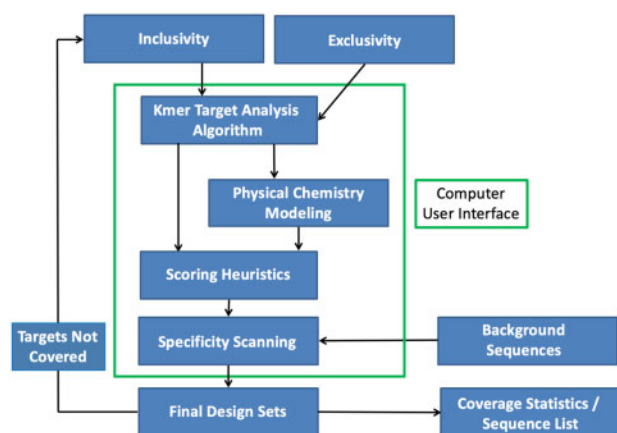 Inclusivity
Exclusivity
Kmer Target Analysis
Algorithm
Physical Chemistry
Modeling
Computer
User Interface
Scoring Heuristics
Targets Not
Covered
Specificity Scanning
Background
Sequences
Final Design Sets
Coverage Statistics /
Sequence List